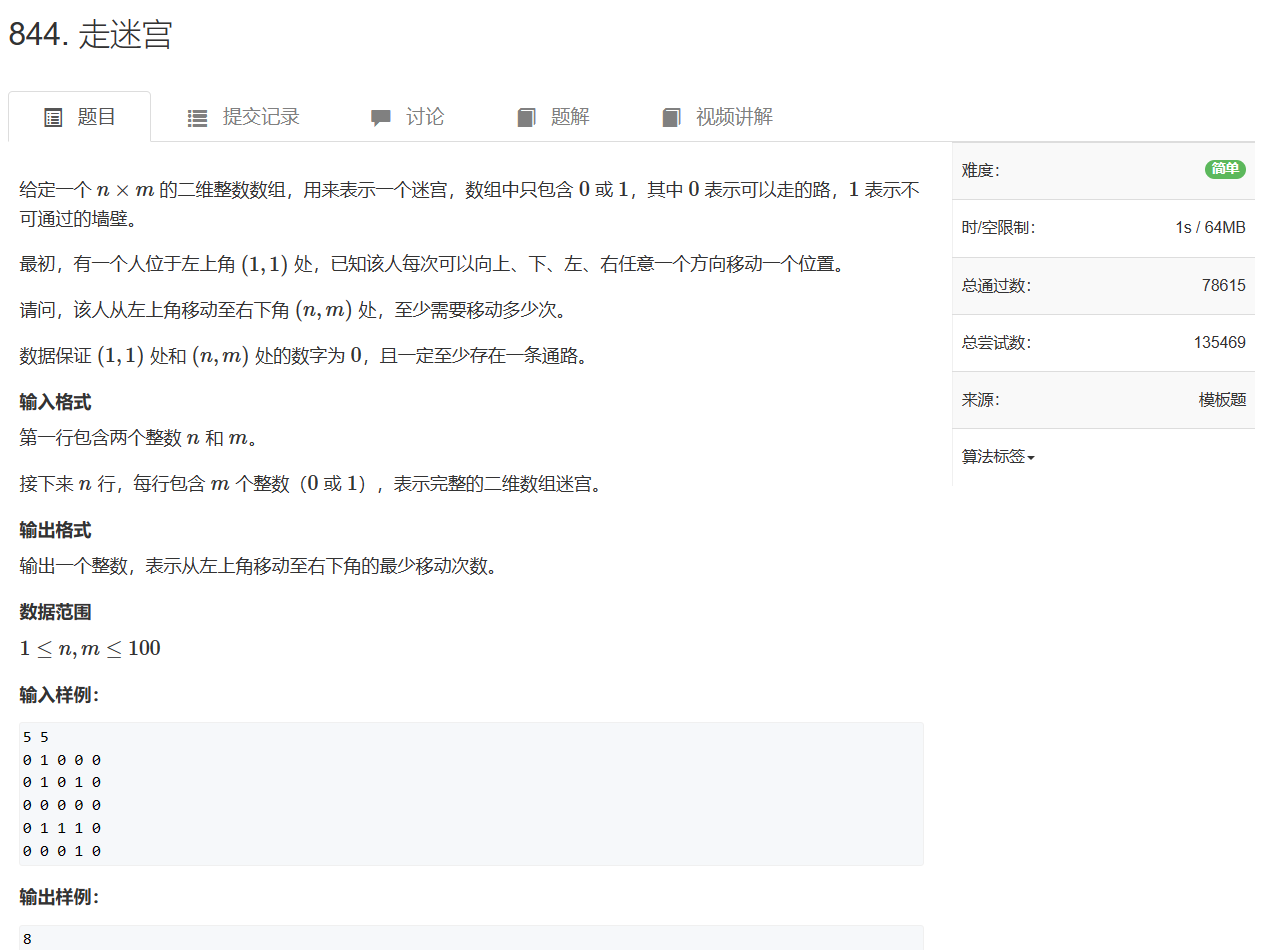 844. 走迷宫
题目 提交记录 讨论 题解 视频讲解
给定一个 n × m 的二维整数数组，用来表示一个迷宫，数组中只包含 0 或 1，其中 0 表示可以走的路，1 表示不
可通过的墙壁。
最初，有一个人位于左上角 (1, 1) 处，已知该人每次可以向上、下、左、右任意一个方向移动一个位置。
请问，该人从左上角移动至右下角 (n, m) 处，至少需要移动多少次。
数据保证 (1, 1) 处和 (n, m) 处的数字为 0，且一定至少存在一条通路。
输入格式
第一行包含两个整数 n 和 m。
接下来 n 行，每行包含 m 个整数（0 或 1），表示完整的二维数组迷宫。
输出格式
输出一个整数，表示从左上角移动至右下角的最少移动次数。
数据范围
1 ≤ n, m ≤ 100
输入样例：
5 5
0 1 0 0 0
0 1 0 1 0
0 0 0 0 0
0 1 1 1 0
0 0 0 1 0
输出样例：
8
难度： 简单
时/空限制： 1s / 64MB
总通过数： 78615
总尝试数： 135469
来源： 模板题
算法标签